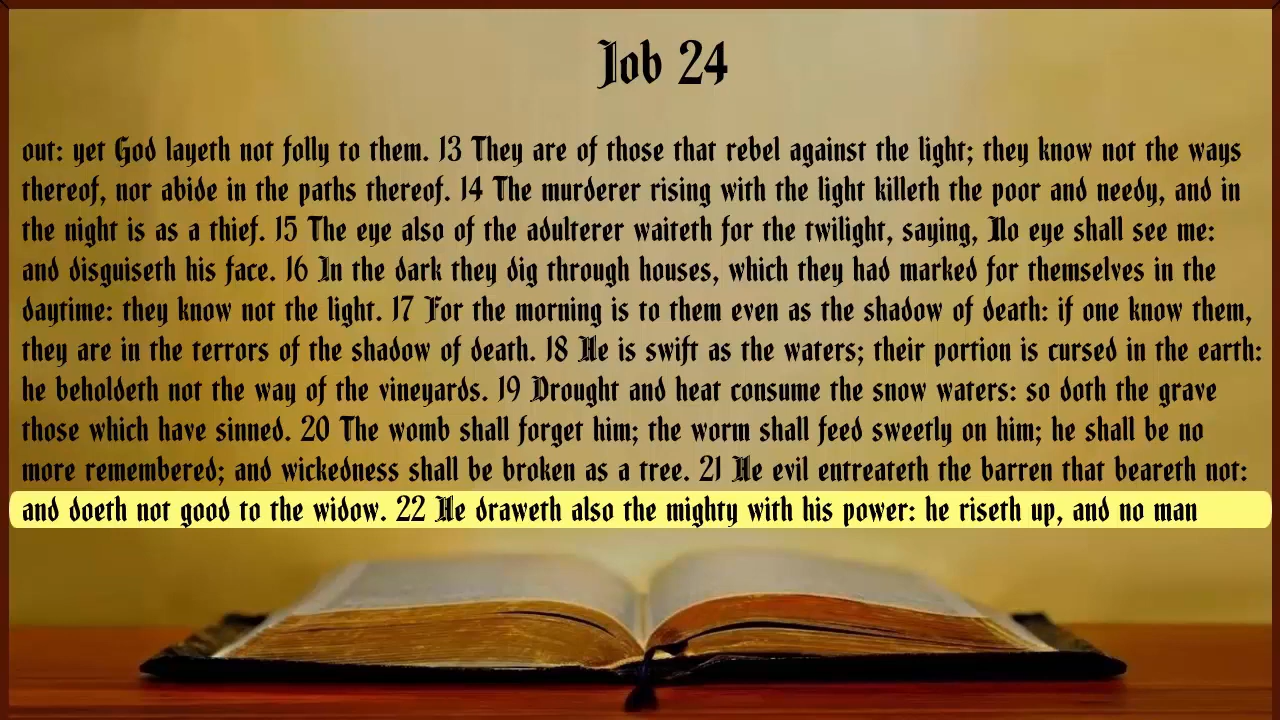 Job 24
out: yet God layeth not folly to them. 13 They are of those that rebel against the light; they know not the ways
thereof, nor abide in the paths thereof. 14 The murderer rising with the light killeth the poor and needy, and in
the night is as a thief. 15 The eye also of the adulterer waiteth for the twilight, saying, No eye shall see me:
and disguiseth his face. 16 In the dark they dig through houses, which they had marked for themselves in the
daytime: they know not the light. 17 For the morning is to them even as the shadow of death: if one know them,
they are in the terrors of the shadow of death. 18 He is swift as the waters; their portion is cursed in the earth:
he beholdeth not the way of the vineyards. 19 Drought and heat consume the snow waters: so doth the grave
those which have sinned. 20 The womb shall forget him; the worm shall feed sweetly on him; he shall be no
more remembered; and wickedness shall be broken as a tree. 21 He evil entreateth the barren that beareth not:
and doeth not good to the widow. 22 He draweth also the mighty with his power: he riseth up, and no man